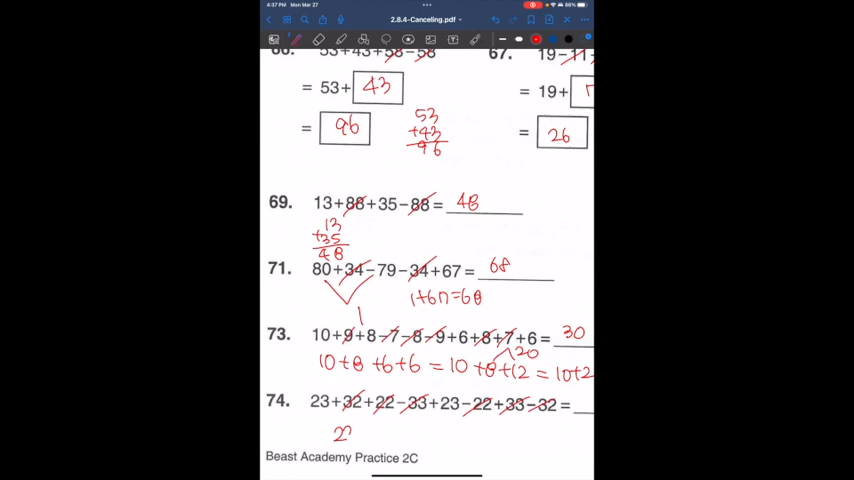 4:37 PM Mon Mar 27
86%
2.8.4-Canceling.pdf
53+43+58-58
67. 19-11
= 53+ 43
= 19+
= 96
53
+43
96
= 26
69. 13+88+35-88= 48
13
+35
48
71. 80+34-79-34+67= 68
1
1+67=68
73. 10+9+8-7-8-9+6+8+7+6= 30
20
10+8+6+6 = 10+8+12 = 10+2
74. 23+32+22-33+23-22+33-32=
2
Beast Academy Practice 2C